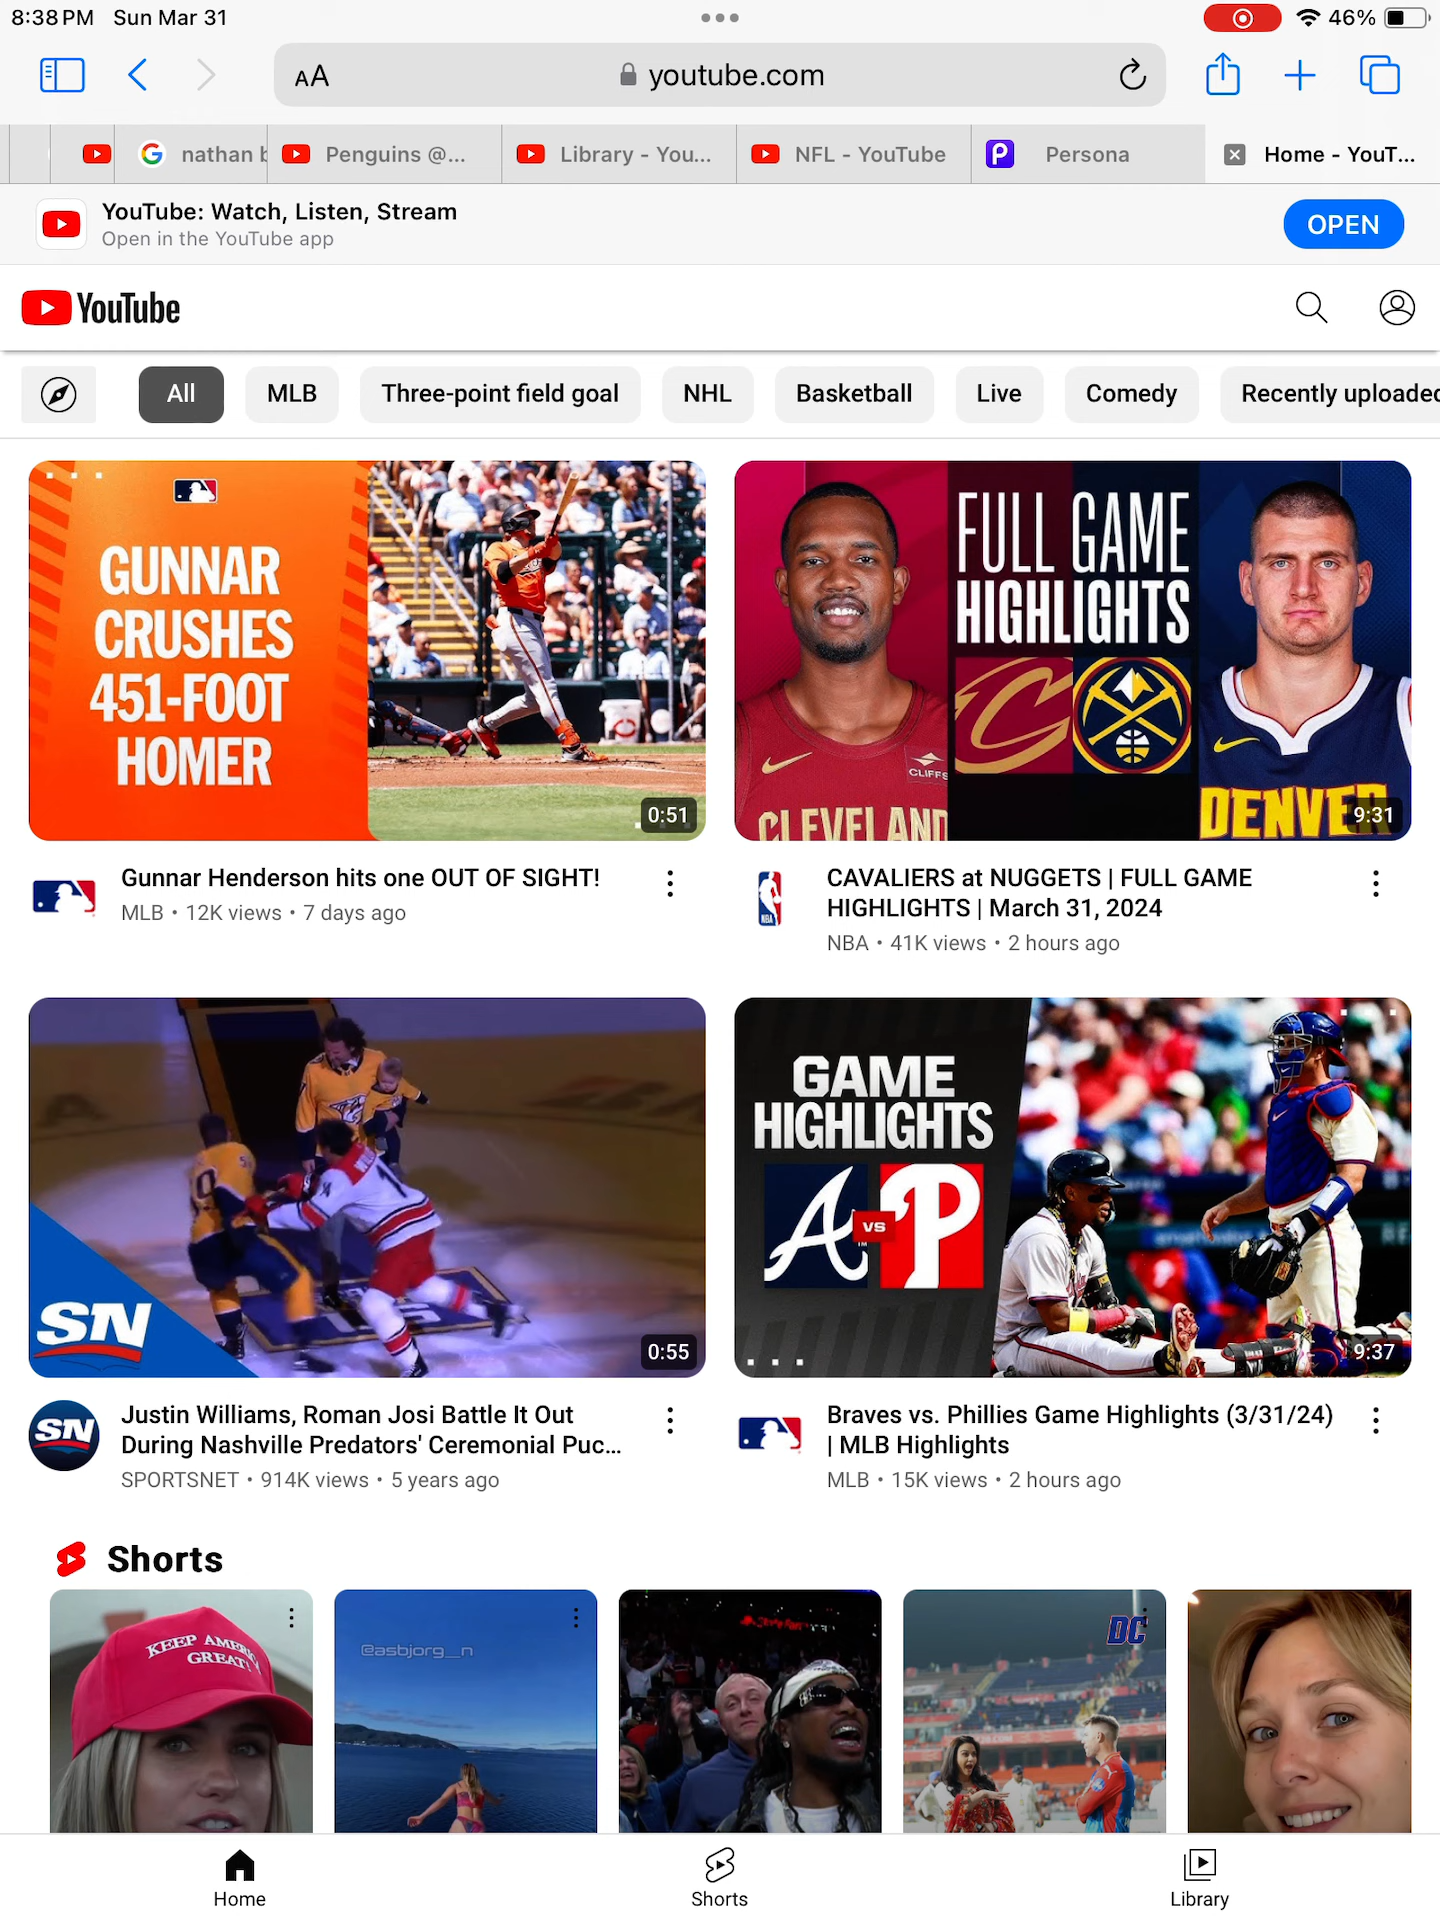 8:38 PM Sun Mar 31
46%
AA
youtube.com
nathan b
Penguins @...
Library - You...
NFL - YouTube
Persona
Home - YouT...
YouTube: Watch, Listen, Stream
Open in the YouTube app
OPEN
YouTube
All
MLB
Three-point field goal
NHL
Basketball
Live
Comedy
Recently uploaded
GUNNAR
CRUSHES
451-FOOT
HOMER
0:51
FULL GAME
HIGHLIGHTS
CLIFFS
CLEVELAND
DENVER
9:31
Gunnar Henderson hits one OUT OF SIGHT!
MLB • 12K views • 7 days ago
NBA
CAVALIERS at NUGGETS | FULL GAME
HIGHLIGHTS | March 31, 2024
NBA • 41K views • 2 hours ago
SN
0:55
GAME
HIGHLIGHTS
A VS P
9:37
SN
Justin Williams, Roman Josi Battle It Out
During Nashville Predators' Ceremonial Puc...
SPORTSNET • 914K views • 5 years ago
Braves vs. Phillies Game Highlights (3/31/24)
| MLB Highlights
MLB • 15K views • 2 hours ago
Shorts
KEEP AMERICA
GREAT!
@asbjorg_n
DC
Home
Shorts
Library